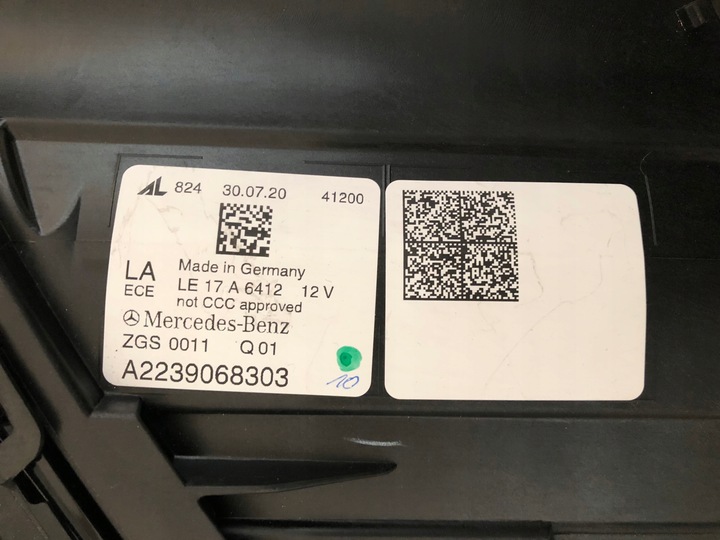 AL 824 30.07.20 41200
LA
ECE
Made in Germany
LE 17 A 6412 12 V
not CCC approved
Mercedes-Benz
ZGS 0011 Q 01
A2239068303
10